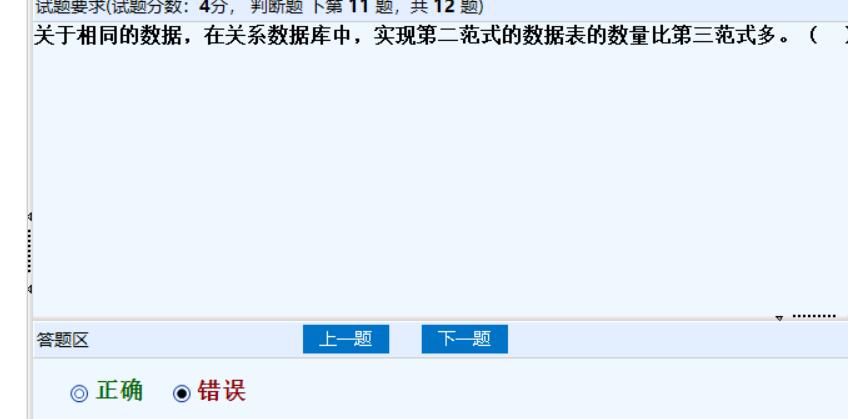 试题要求(试题分数：4分， 判断题 下第 11 题，共 12 题)
关于相同的数据，在关系数据库中，实现第二范式的数据表的数量比第三范式多。（ ）
答题区
上一题 下一题
正确 错误